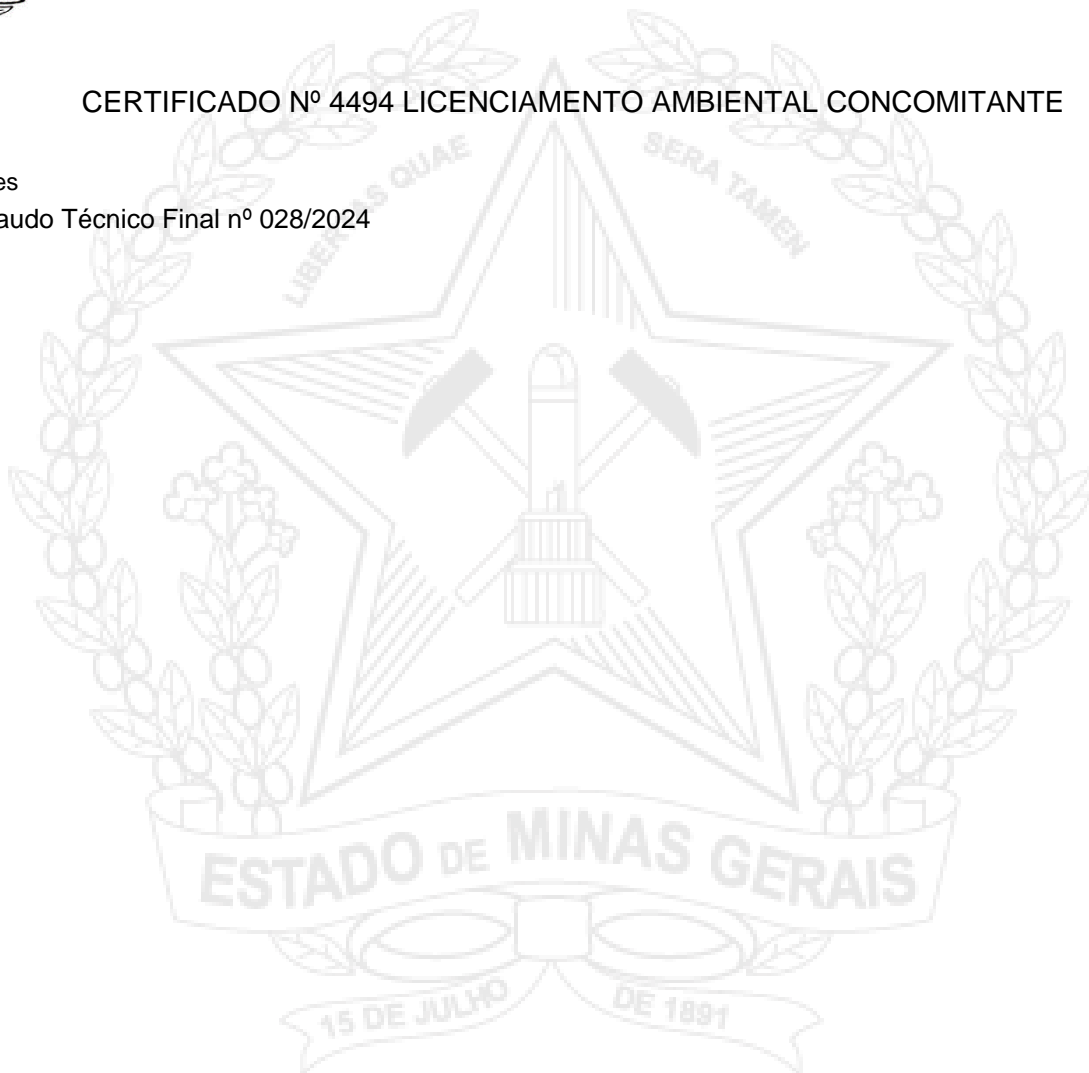 CERTIFICADO Nº 4494 LICENCIAMENTO AMBIENTAL CONCOMITANTE
es
audo Técnico Final nº 028/2024
LIBERTAS QUAE SERA TAMEN
ESTADO DE MINAS GERAIS
15 DE JULHO DE 1891